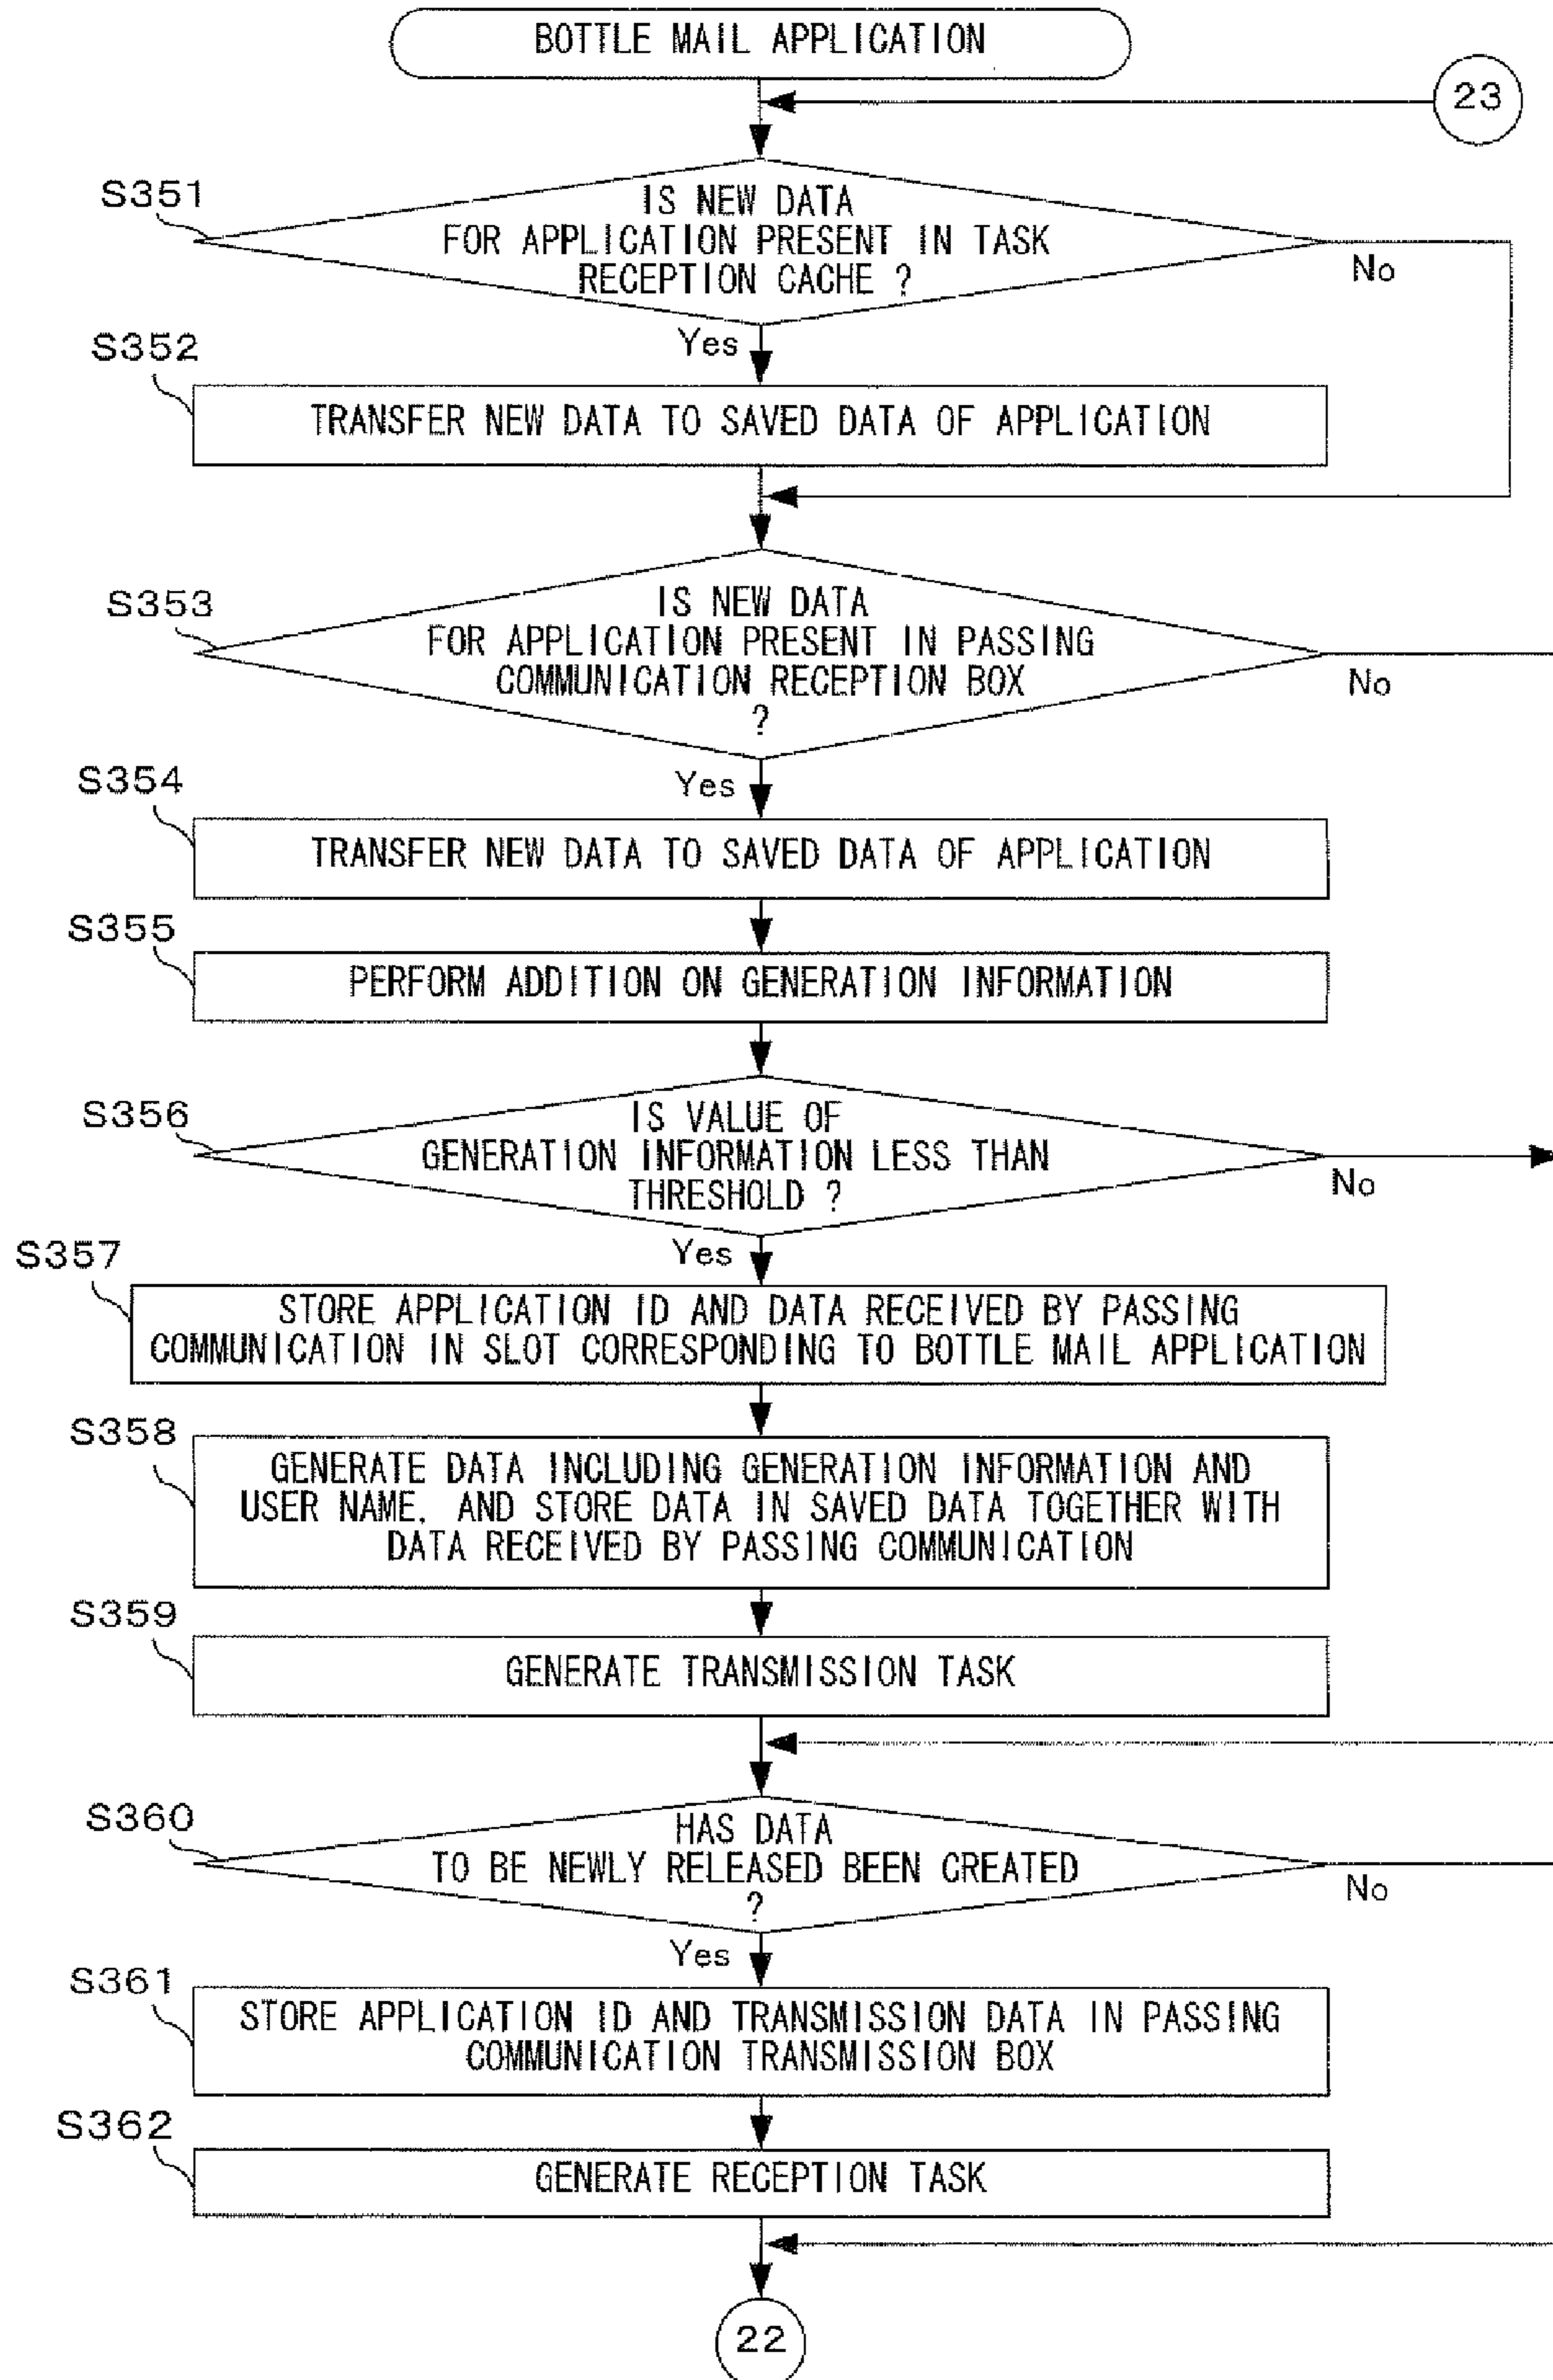 BOTTLE MAIL APPLICATION
23
S351
IS NEW DATA
FOR APPLICATION PRESENT IN TASK
RECEPTION CACHE ?
No
Yes
S352
TRANSFER NEW DATA TO SAVED DATA OF APPLICATION
S353
IS NEW DATA
FOR APPLICATION PRESENT IN PASSING
COMMUNICATION RECEPTION BOX
?
No
Yes
S354
TRANSFER NEW DATA TO SAVED DATA OF APPLICATION
S355
PERFORM ADDITION ON GENERATION INFORMATION
S356
IS VALUE OF
GENERATION INFORMATION LESS THAN
THRESHOLD ?
No
Yes
S357
STORE APPLICATION ID AND DATA RECEIVED BY PASSING
COMMUNICATION IN SLOT CORRESPONDING TO BOTTLE MAIL APPLICATION
S358
GENERATE DATA INCLUDING GENERATION INFORMATION AND
USER NAME, AND STORE DATA IN SAVED DATA TOGETHER WITH
DATA RECEIVED BY PASSING COMMUNICATION
S359
GENERATE TRANSMISSION TASK
S360
HAS DATA
TO BE NEWLY RELEASED BEEN CREATED
?
No
Yes
S361
STORE APPLICATION ID AND TRANSMISSION DATA IN PASSING
COMMUNICATION TRANSMISSION BOX
S362
GENERATE RECEPTION TASK
22